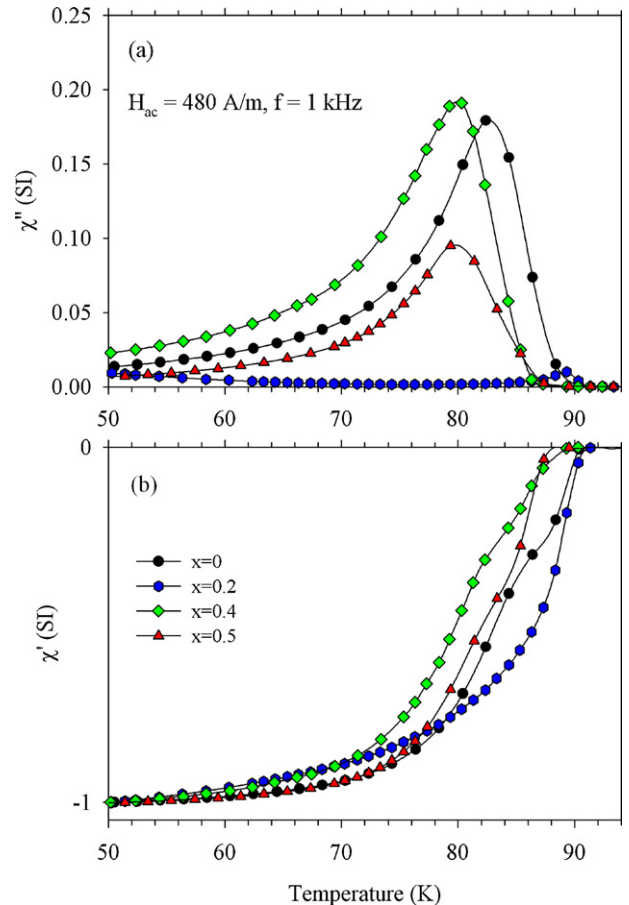 (a)
H_ac = 480 A/m, f = 1 kHz
χ" (SI)
0.25
0.20
0.15
0.10
0.05
0.00
50 60 70 80 90
(b)
x=0
x=0.2
x=0.4
x=0.5
χ' (SI)
0
-1
50 60 70 80 90
Temperature (K)